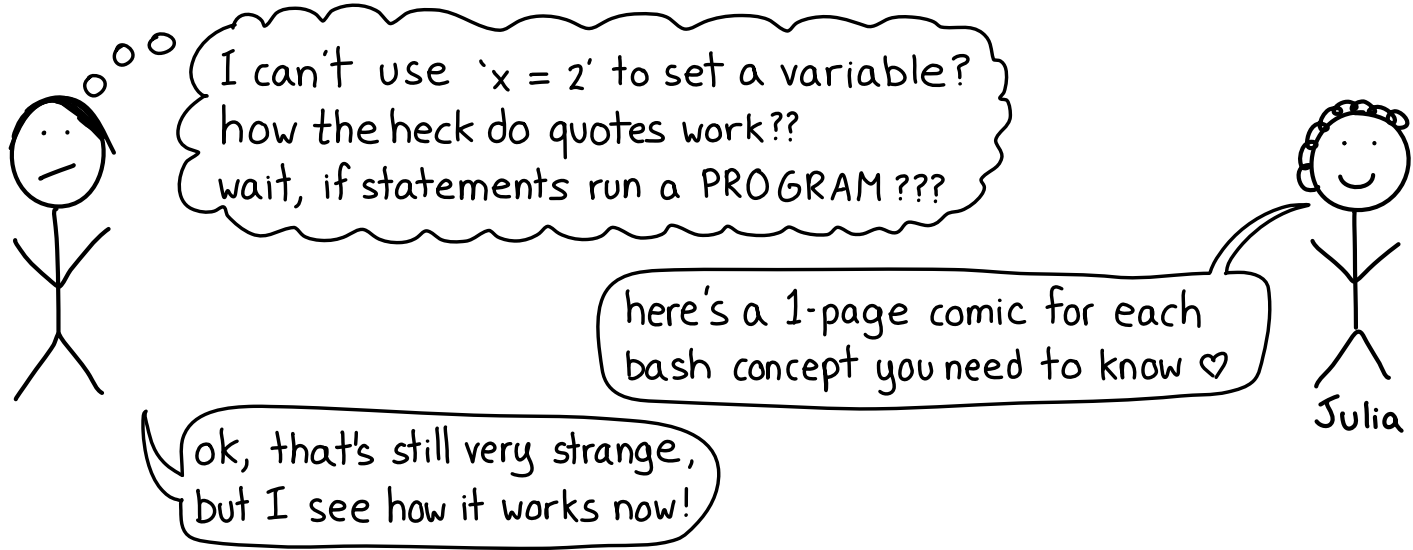 I can't use `x = 2` to set a variable?
how the heck do quotes work??
wait, if statements run a PROGRAM???
here's a 1-page comic for each
bash concept you need to know ♡
Julia
ok, that's still very strange,
but I see how it works now!